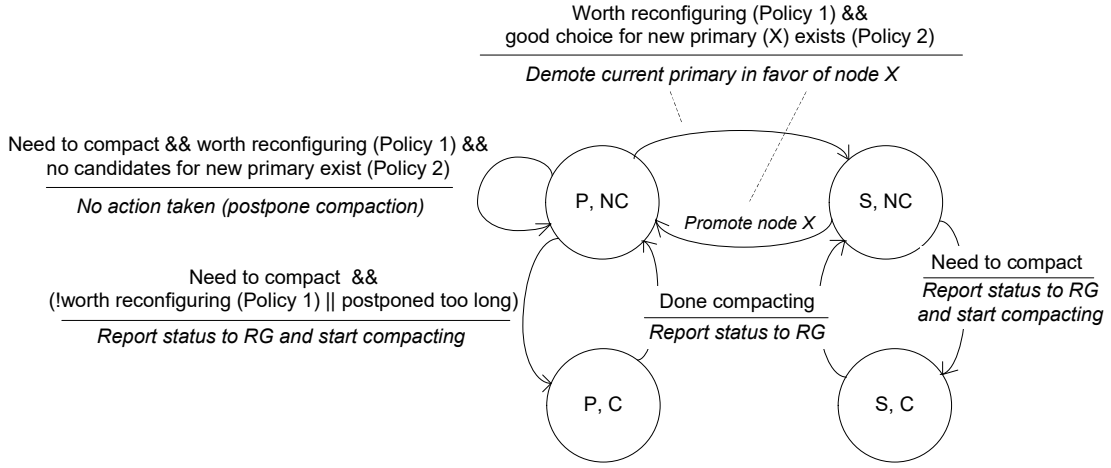 Worth reconfiguring (Policy 1) &&
good choice for new primary (X) exists (Policy 2)
Demote current primary in favor of node X
Need to compact && worth reconfiguring (Policy 1) &&
no candidates for new primary exist (Policy 2)
No action taken (postpone compaction)
P, NC
S, NC
Promote node X
Need to compact &&
(!worth reconfiguring (Policy 1) || postponed too long)
Report status to RG and start compacting
Done compacting
Report status to RG
Need to compact
Report status to RG
and start compacting
P, C
S, C